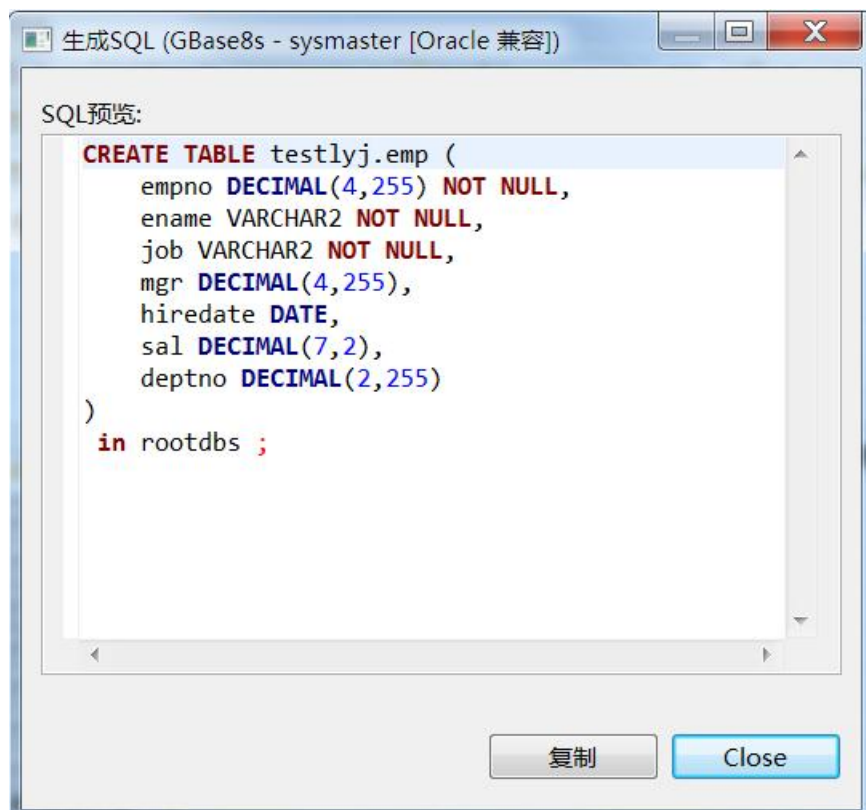 生成SQL (GBase8s - sysmaster [Oracle 兼容])
SQL预览:
CREATE TABLE testlyj.emp (
    empno DECIMAL(4,255) NOT NULL,
    ename VARCHAR2 NOT NULL,
    job VARCHAR2 NOT NULL,
    mgr DECIMAL(4,255),
    hiredate DATE,
    sal DECIMAL(7,2),
    deptno DECIMAL(2,255)
)
 in rootdbs ;
复制
Close